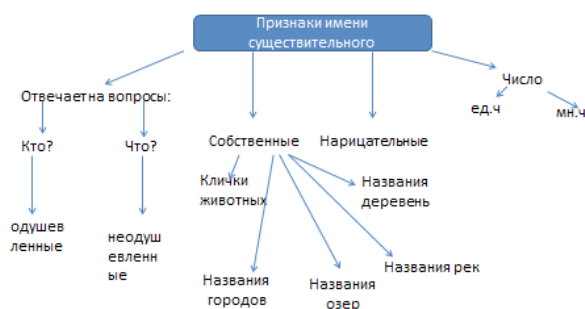 Признаки имени
существительного
Число
Отвечаетна вопросы:
ед.ч
мн.ч
Кто?
Что?
Собственные
Нарицательные
Клички
животных
Названия
деревень
одушев
ленные
неодуш
евленн
ые
Названия
городов
Названия
озер
Названия рек